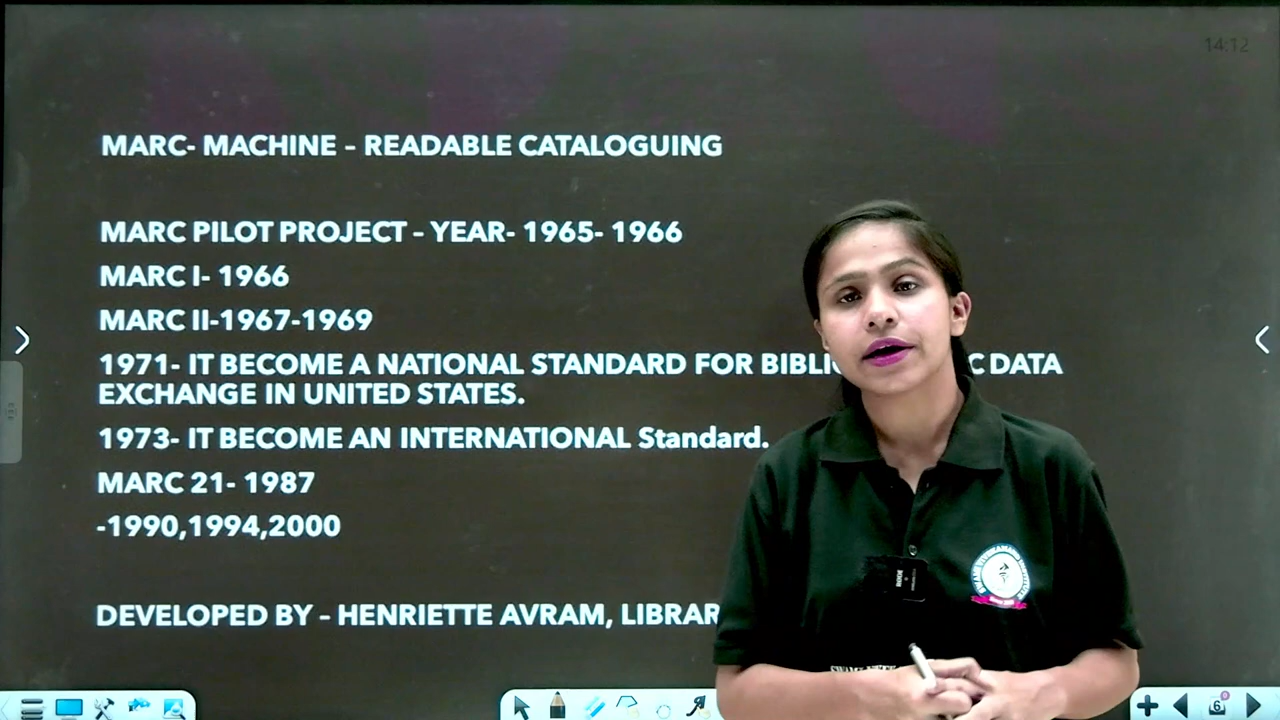 14:12
MARC- MACHINE – READABLE CATALOGUING
MARC PILOT PROJECT – YEAR- 1965- 1966
MARC I- 1966
MARC II-1967-1969
1971- IT BECOME A NATIONAL STANDARD FOR DATA
EXCHANGE IN UNITED STATES.
1973- IT BECOME AN INTERNATIONAL Standard.
MARC 21- 1987
-1990,1994,2000
DEVELOPED BY – HENRIETTE AVRAM,
6